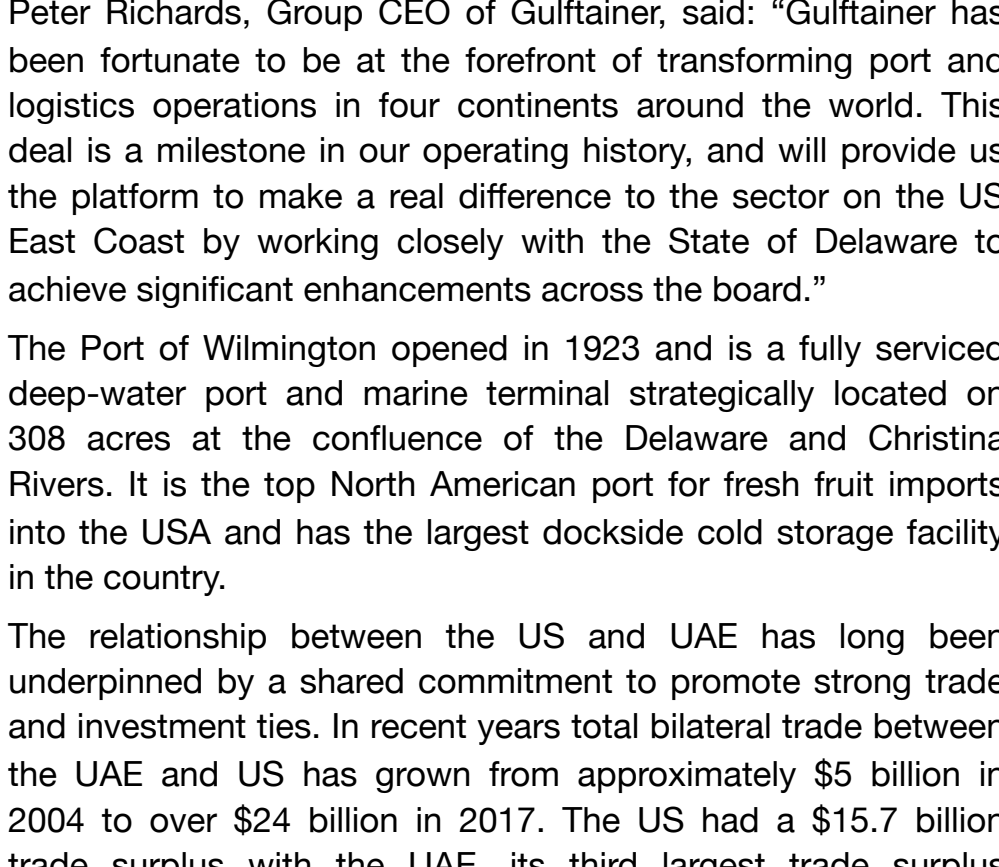 Peter Richards, Group CEO of Gulftainer, said: “Gulftainer has
been fortunate to be at the forefront of transforming port and
logistics operations in four continents around the world. This
deal is a milestone in our operating history, and will provide us
the platform to make a real difference to the sector on the US
East Coast by working closely with the State of Delaware to
achieve significant enhancements across the board.”
The Port of Wilmington opened in 1923 and is a fully serviced
deep-water port and marine terminal strategically located on
308 acres at the confluence of the Delaware and Christina
Rivers. It is the top North American port for fresh fruit imports
into the USA and has the largest dockside cold storage facility
in the country.
The relationship between the US and UAE has long been
underpinned by a shared commitment to promote strong trade
and investment ties. In recent years total bilateral trade between
the UAE and US has grown from approximately $5 billion in
2004 to over $24 billion in 2017. The US had a $15.7 billion
trade surplus with the UAE, its third largest trade surplus